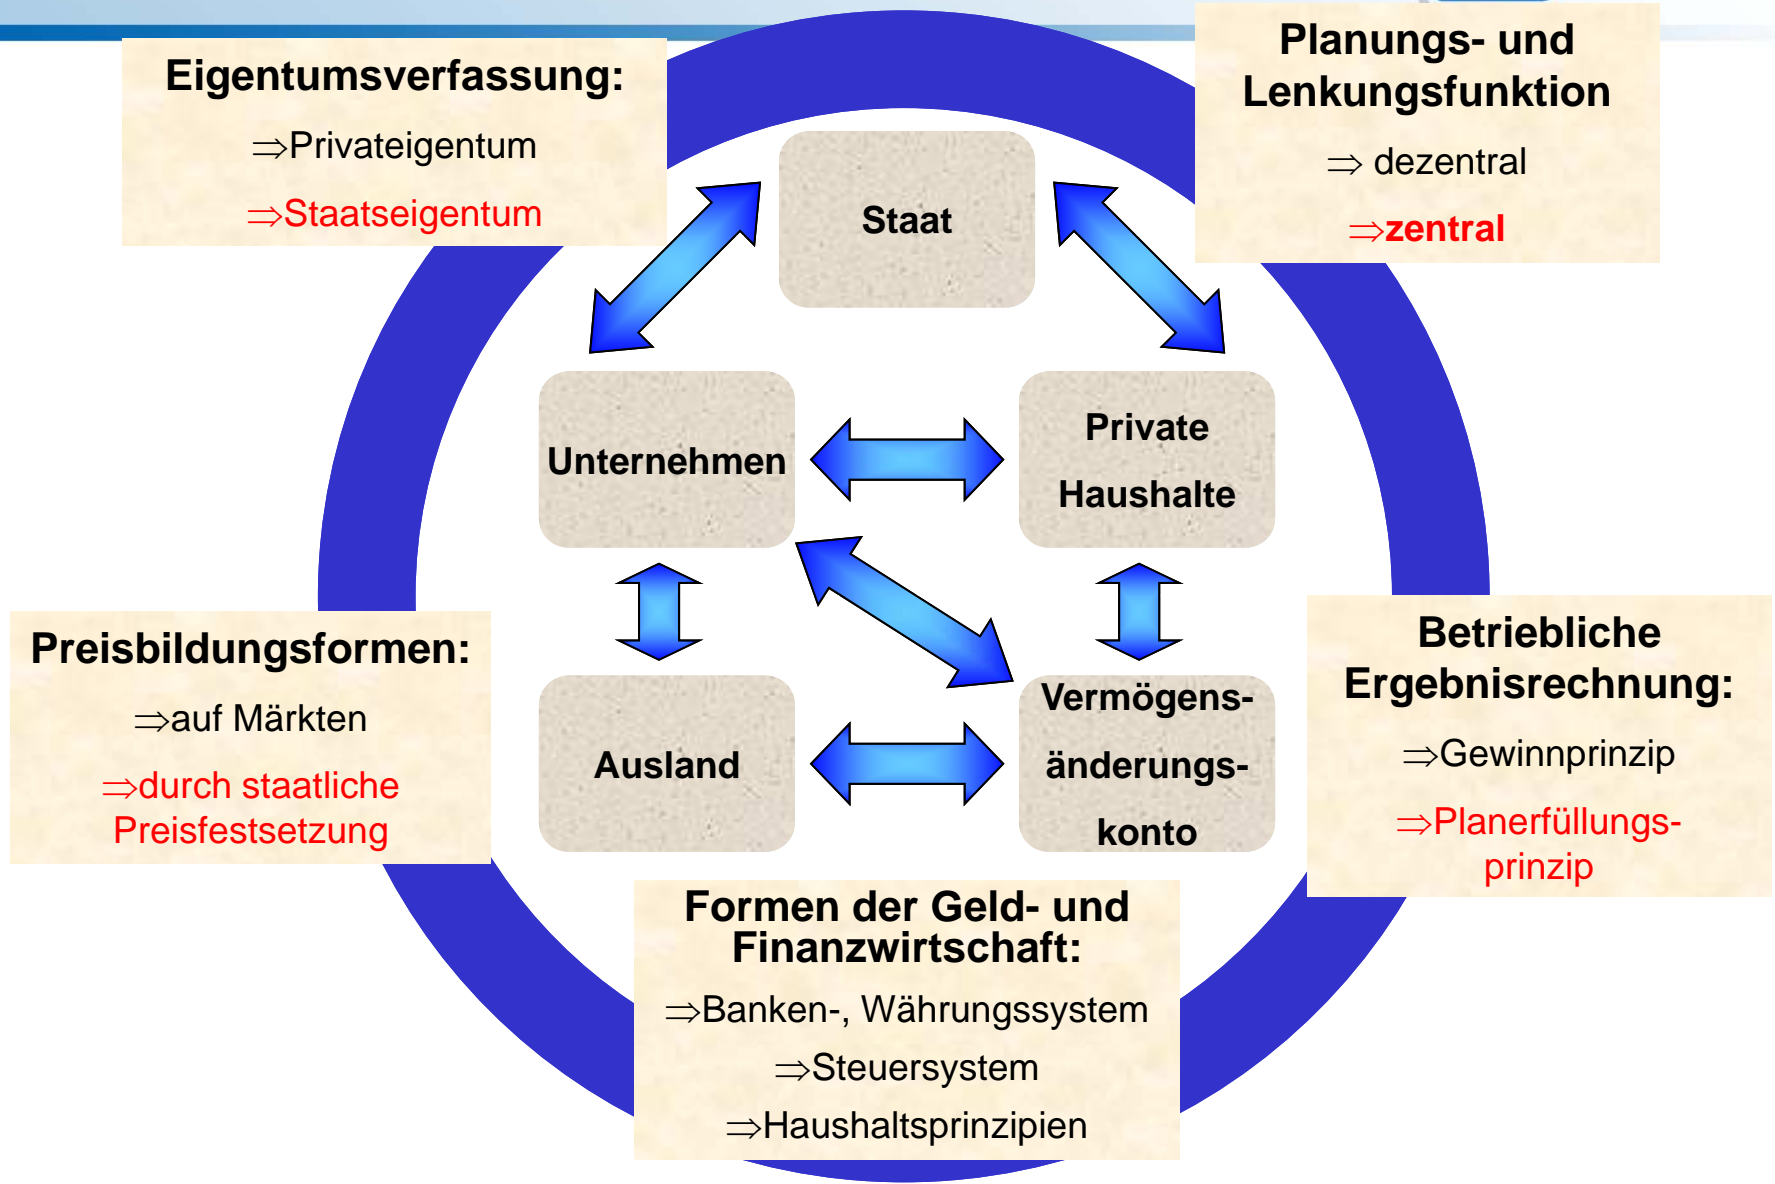 Eigentumsverfassung:
⇒Privateigentum
⇒Staatseigentum
Planungs- und
Lenkungsfunktion
⇒ dezentral
⇒zentral
Staat
Unternehmen
Private
Haushalte
Preisbildungsformen:
⇒auf Märkten
⇒durch staatliche
Preisfestsetzung
Ausland
Vermögens-
änderungs-
konto
Betriebliche
Ergebnisrechnung:
⇒Gewinnprinzip
⇒Planerfüllungs-
prinzip
Formen der Geld- und
Finanzwirtschaft:
⇒Banken-, Währungssystem
⇒Steuersystem
⇒Haushaltsprinzipien